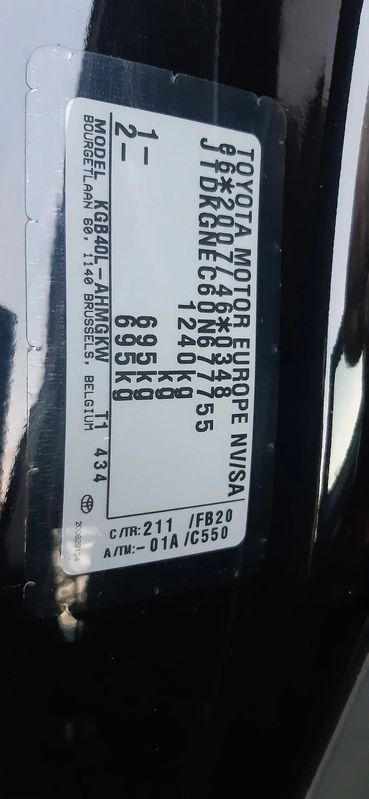 TOYOTA MOTOR EUROPE NV/SA
e6*2007/46*0348
JTDKGNEC60N677755
1240kg
kg
1- 695kg
2- 695kg
MODEL KGB40L-AHMGKW T1 434
BOURGETLAAN 60, 1140 BRUSSELS, BELGIUM
C/TR: 211 /FB20
A/TM: -01A /C550